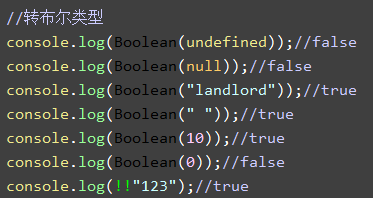 //转布尔类型
console.log(Boolean(undefined));//false
console.log(Boolean(null));//false
console.log(Boolean("landlord"));//true
console.log(Boolean(" "));//true
console.log(Boolean(10));//true
console.log(Boolean(0));//false
console.log(!!"123");//true